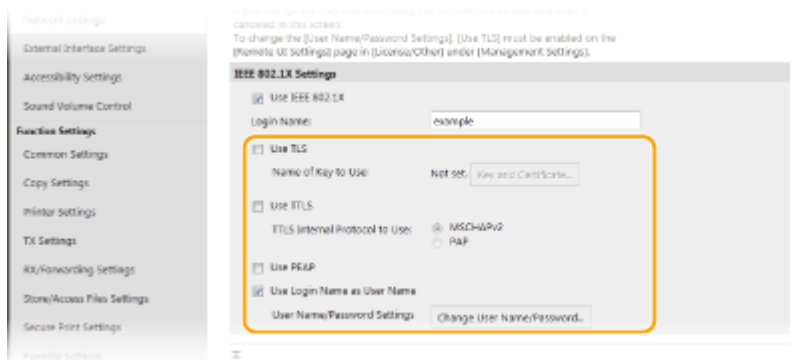 Network Settings
External Interface Settings
Accessibility Settings
Sound Volume Control
Function Settings
Common Settings
Copy Settings
Printer Settings
TX Settings
RX/Forwarding Settings
Store/Access Files Settings
Secure Print Settings
Favorite Settings
canceled in this screen.
To change the [User Name/Password Settings], [Use TLS] must be enabled on the
[Remote UI Settings] page in [License/Other] under [Management Settings].
IEEE 802.1X Settings
Use IEEE 802.1X
Login Name:
example
Use TLS
Name of Key to Use:
Not set.
Key and Certificate...
Use TTLS
TTLS Internal Protocol to Use:
MSCHAPv2
PAP
Use PEAP
Use Login Name as User Name
User Name/Password Settings
Change User Name/Password...